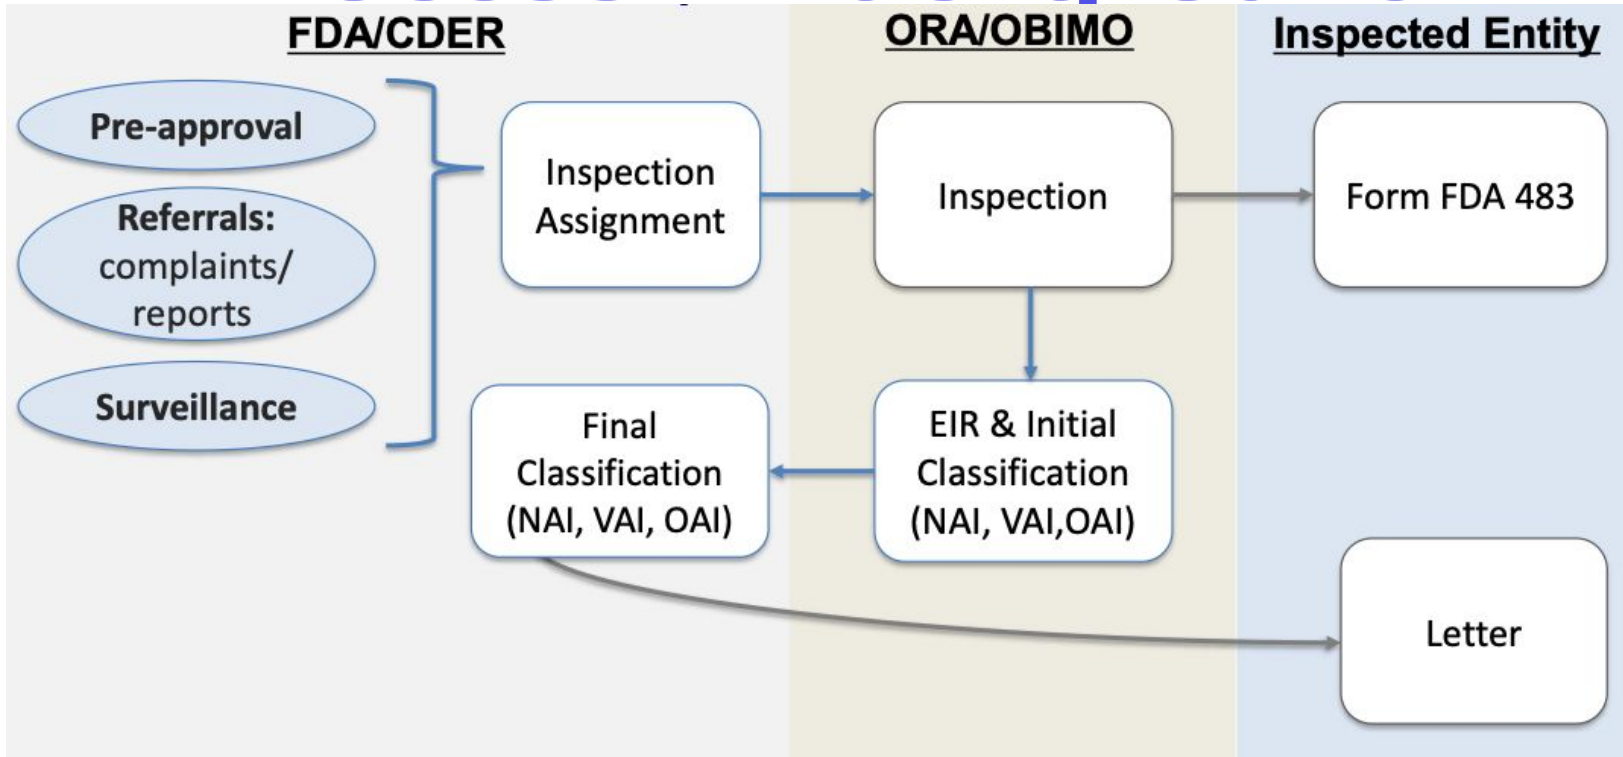 FDA/CDER
ORA/OBIMO
Inspected Entity
Pre-approval
Referrals:
complaints/
reports
Surveillance
Inspection
Assignment
Inspection
Form FDA 483
Final
Classification
(NAI, VAI, OAI)
EIR & Initial
Classification
(NAI, VAI,OAI)
Letter